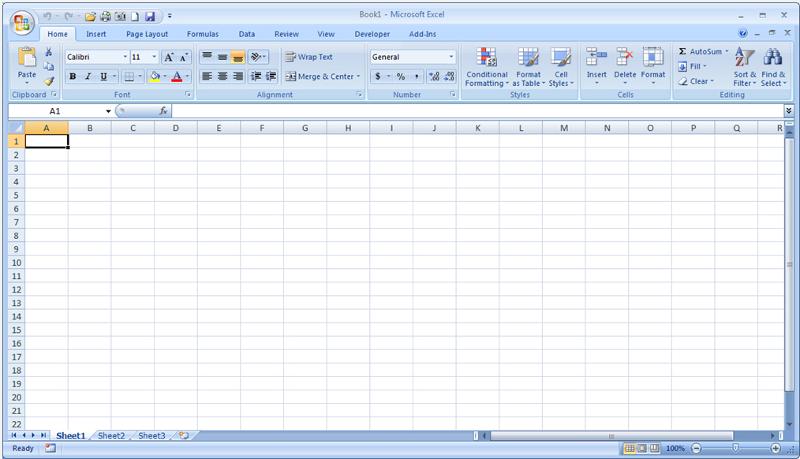 Book1 - Microsoft Excel
Home Insert Page Layout Formulas Data Review View Developer Add-Ins
Calibri 11 Wrap Text General Σ AutoSum
Paste B I U Merge & Center $ % , Conditional Formatting Format as Table Cell Styles Insert Delete Format Fill Clear Sort & Filter Find & Select
Clipboard Font Alignment Number Styles Cells Editing
A1 fx
A B C D E F G H I J K L M N O P Q R
1
2
3
4
5
6
7
8
9
10
11
12
13
14
15
16
17
18
19
20
21
22
Sheet1 Sheet2 Sheet3
Ready 100%